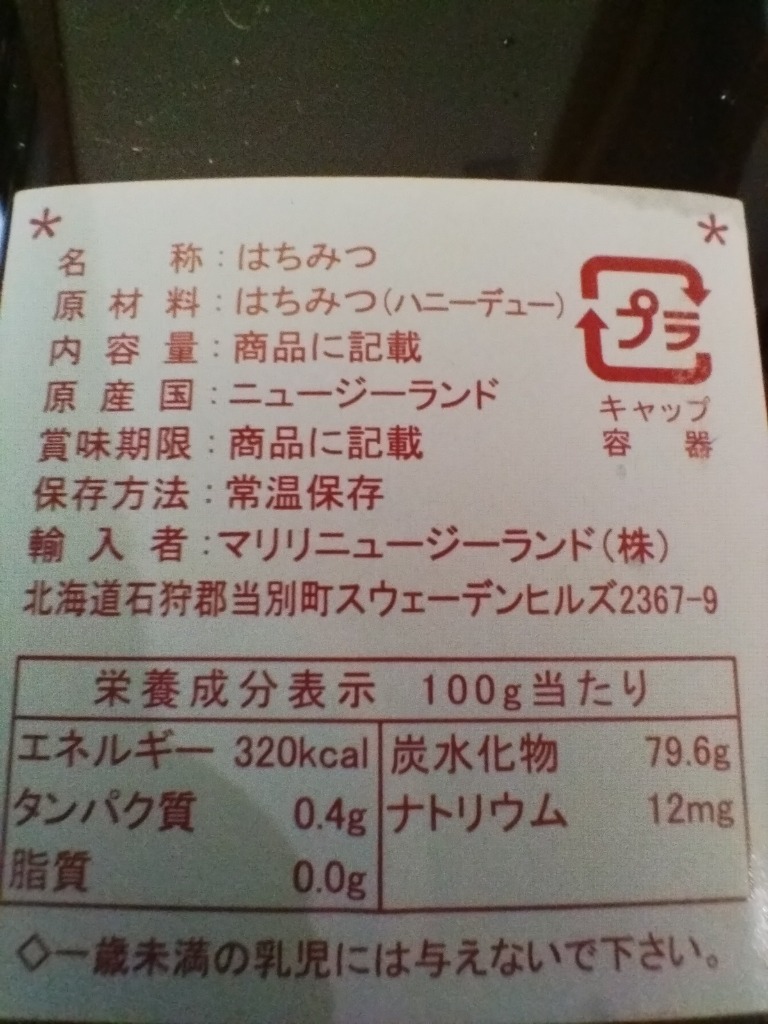 * *
名称：はちみつ
原材料：はちみつ（ハニーデュー）
内容量：商品に記載
原産国：ニュージーランド
賞味期限：商品に記載
保存方法：常温保存
輸入者：マリリニュージーランド（株）
北海道石狩郡当別町スウェーデンヒルズ2367-9
プラ
キャップ
容器
栄養成分表示 100g当たり
エネルギー 320kcal
タンパク質 0.4g
脂質 0.0g
炭水化物 79.6g
ナトリウム 12mg
◇一歳未満の乳児には与えないで下さい。